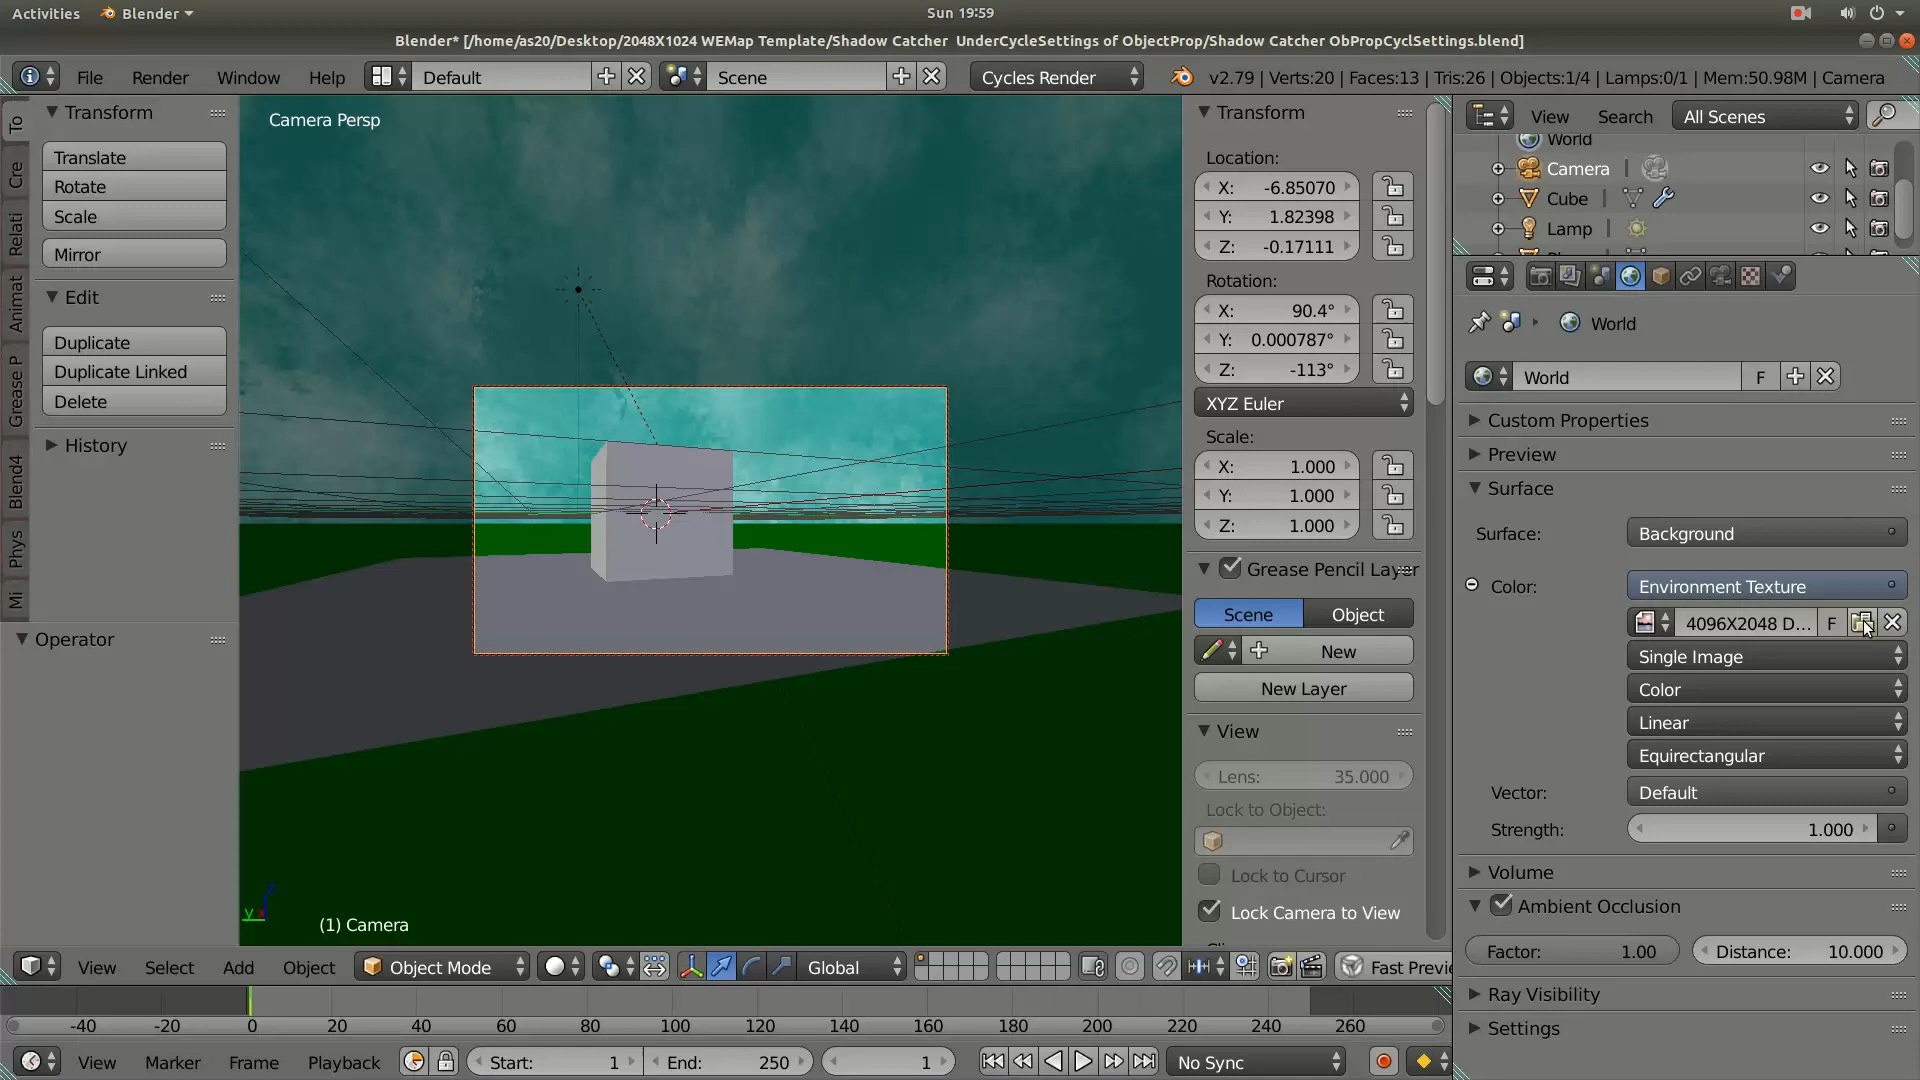 Activities Blender Sun 19:59
Blender* [/home/as20/Desktop/2048X1024 WEMap Template/Shadow Catcher UnderCycleSettings of ObjectProp/Shadow Catcher ObPropCyclSettings.blend]
File Render Window Help Default Scene Cycles Render v2.79 | Verts:20 | Faces:13 | Tris:26 | Objects:1/4 | Lamps:0/1 | Mem:50.98M | Camera
To
Cre
Relati
Animat
Grease P
Blend4
Phys
Mi
Transform
Translate
Rotate
Scale
Mirror
Edit
Duplicate
Duplicate Linked
Delete
History
Operator
Camera Persp
(1) Camera
z
y
x
Transform
Location:
X: -6.85070
Y: 1.82398
Z: -0.17111
Rotation:
X: 90.4°
Y: 0.000787°
Z: -113°
XYZ Euler
Scale:
X: 1.000
Y: 1.000
Z: 1.000
Grease Pencil Layer
Scene Object
New
New Layer
View
Lens: 35.000
Lock to Object:
Lock to Cursor
Lock Camera to View
View Search All Scenes
World
Camera
Cube
Lamp
World
World F
Custom Properties
Preview
Surface
Surface: Background
Color: Environment Texture
4096X2048 D... F
Single Image
Color
Linear
Equirectangular
Vector: Default
Strength: 1.000
Volume
Ambient Occlusion
Factor: 1.00 Distance: 10.000
Ray Visibility
Settings
View Select Add Object Object Mode Global Fast Previe
-40 -20 0 20 40 60 80 100 120 140 160 180 200 220 240 260
View Marker Frame Playback Start: 1 End: 250 1 No Sync